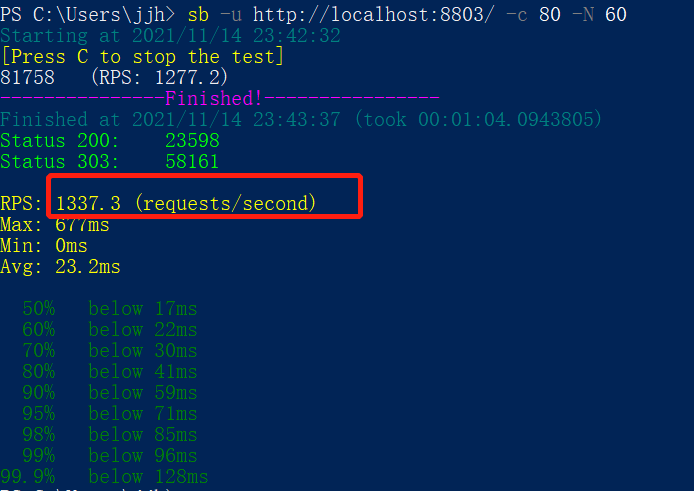 PS C:\Users\jjh> sb -u http://localhost:8803/ -c 80 -N 60
Starting at 2021/11/14 23:42:32
[Press C to stop the test]
81758   (RPS: 1277.2)
---------------Finished!----------------
Finished at 2021/11/14 23:43:37 (took 00:01:04.0943805)
Status 200:    23598
Status 303:    58161
RPS: 1337.3 (requests/second)
Max: 677ms
Min: 0ms
Avg: 23.2ms
50%   below 17ms
60%   below 22ms
70%   below 30ms
80%   below 41ms
90%   below 59ms
95%   below 71ms
98%   below 85ms
99%   below 96ms
99.9%   below 128ms